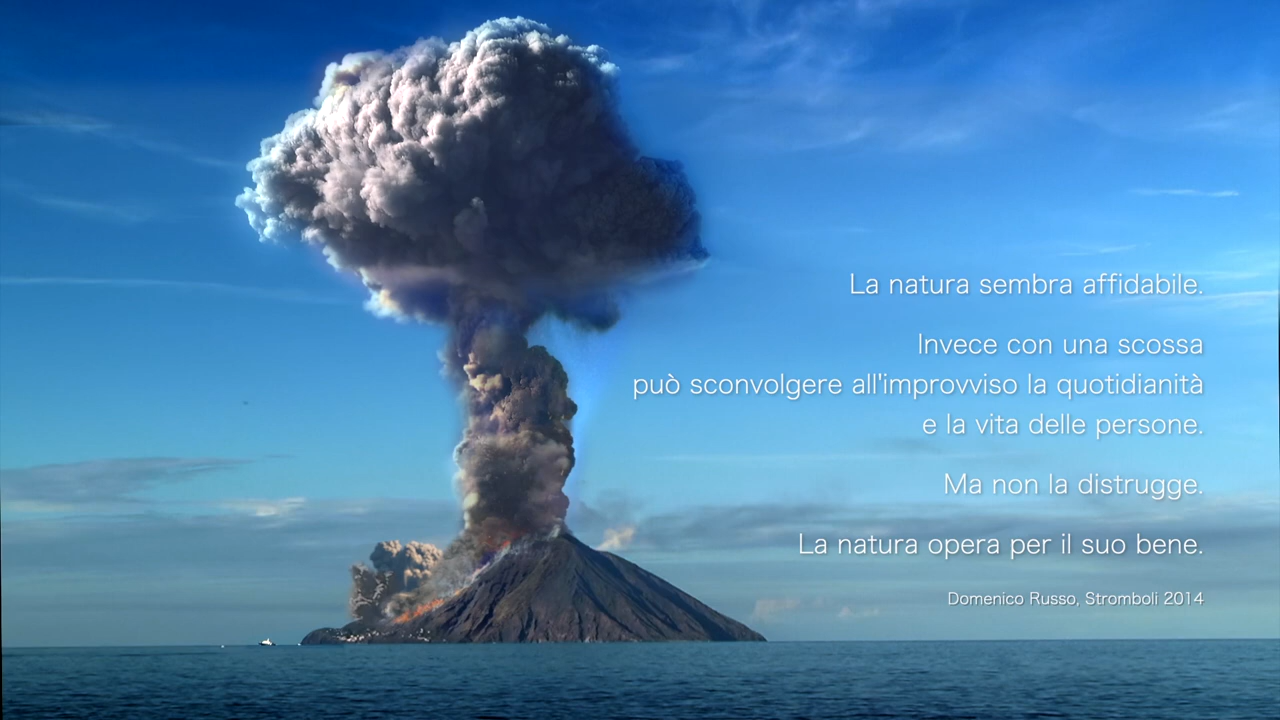 La natura sembra affidabile.
Invece con una scossa
può sconvolgere all'improvviso la quotidianità
e la vita delle persone.
Ma non la distrugge.
La natura opera per il suo bene.
Domenico Russo, Stromboli 2014